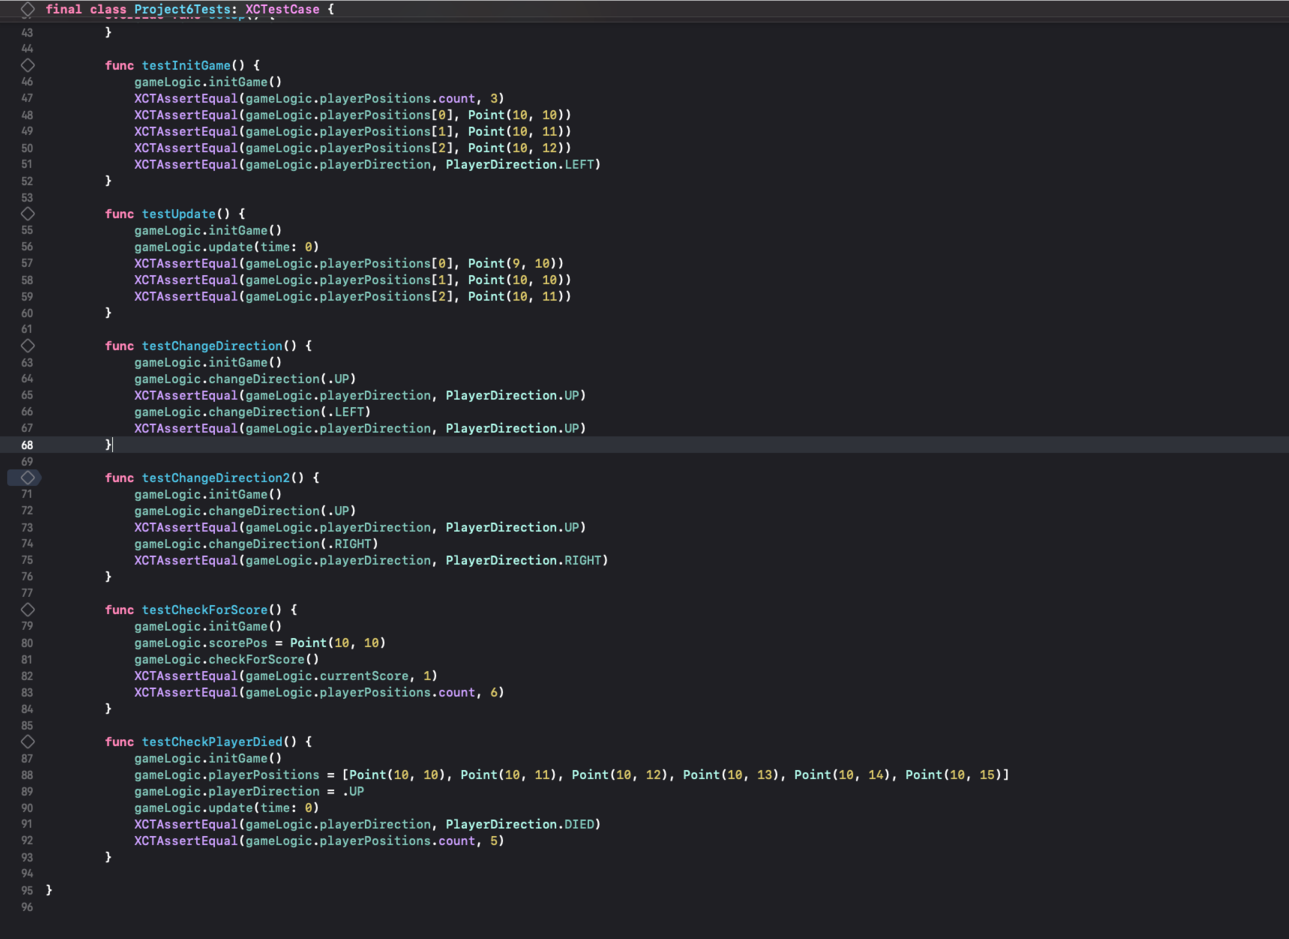 final class Project6Tests: XCTestCase {
43 }
44
func testInitGame() {
46 gameLogic.initGame()
47 XCTAssertEqual(gameLogic.playerPositions.count, 3)
48 XCTAssertEqual(gameLogic.playerPositions[0], Point(10, 10))
49 XCTAssertEqual(gameLogic.playerPositions[1], Point(10, 11))
50 XCTAssertEqual(gameLogic.playerPositions[2], Point(10, 12))
51 XCTAssertEqual(gameLogic.playerDirection, PlayerDirection.LEFT)
52 }
53
func testUpdate() {
55 gameLogic.initGame()
56 gameLogic.update(time: 0)
57 XCTAssertEqual(gameLogic.playerPositions[0], Point(9, 10))
58 XCTAssertEqual(gameLogic.playerPositions[1], Point(10, 10))
59 XCTAssertEqual(gameLogic.playerPositions[2], Point(10, 11))
60 }
61
func testChangeDirection() {
63 gameLogic.initGame()
64 gameLogic.changeDirection(.UP)
65 XCTAssertEqual(gameLogic.playerDirection, PlayerDirection.UP)
66 gameLogic.changeDirection(.LEFT)
67 XCTAssertEqual(gameLogic.playerDirection, PlayerDirection.UP)
68 }
69
func testChangeDirection2() {
71 gameLogic.initGame()
72 gameLogic.changeDirection(.UP)
73 XCTAssertEqual(gameLogic.playerDirection, PlayerDirection.UP)
74 gameLogic.changeDirection(.RIGHT)
75 XCTAssertEqual(gameLogic.playerDirection, PlayerDirection.RIGHT)
76 }
77
func testCheckForScore() {
79 gameLogic.initGame()
80 gameLogic.scorePos = Point(10, 10)
81 gameLogic.checkForScore()
82 XCTAssertEqual(gameLogic.currentScore, 1)
83 XCTAssertEqual(gameLogic.playerPositions.count, 6)
84 }
85
func testCheckPlayerDied() {
87 gameLogic.initGame()
88 gameLogic.playerPositions = [Point(10, 10), Point(10, 11), Point(10, 12), Point(10, 13), Point(10, 14), Point(10, 15)]
89 gameLogic.playerDirection = .UP
90 gameLogic.update(time: 0)
91 XCTAssertEqual(gameLogic.playerDirection, PlayerDirection.DIED)
92 XCTAssertEqual(gameLogic.playerPositions.count, 5)
93 }
94
95 }
96